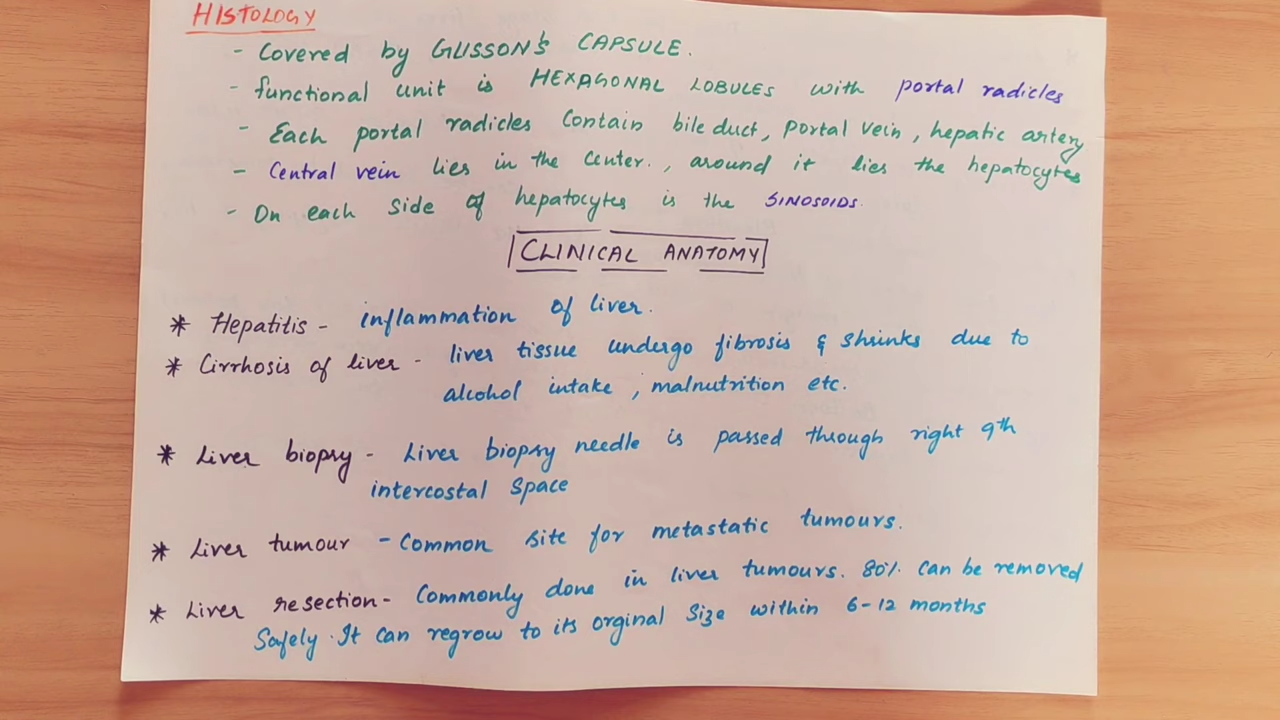 HISTOLOGY
- Covered by GLISSON'S CAPSULE.
- functional unit is HEXAGONAL LOBULES with portal radicles
- Each portal radicles contain bile duct, portal vein, hepatic artery
- Central vein lies in the center., around it lies the hepatocytes
- On each side of hepatocytes is the SINOSOIDS.
CLINICAL ANATOMY
* Hepatitis - inflammation of liver.
* Cirrhosis of liver - liver tissue undergo fibrosis & shrinks due to
alcohol intake, malnutrition etc.
* Liver biopsy - Liver biopsy needle is passed through right 9th
intercostal space
* Liver tumour - Common site for metastatic tumours.
* Liver resection - Commonly done in liver tumours. 80% can be removed
Safely. It can regrow to its orginal size within 6-12 months